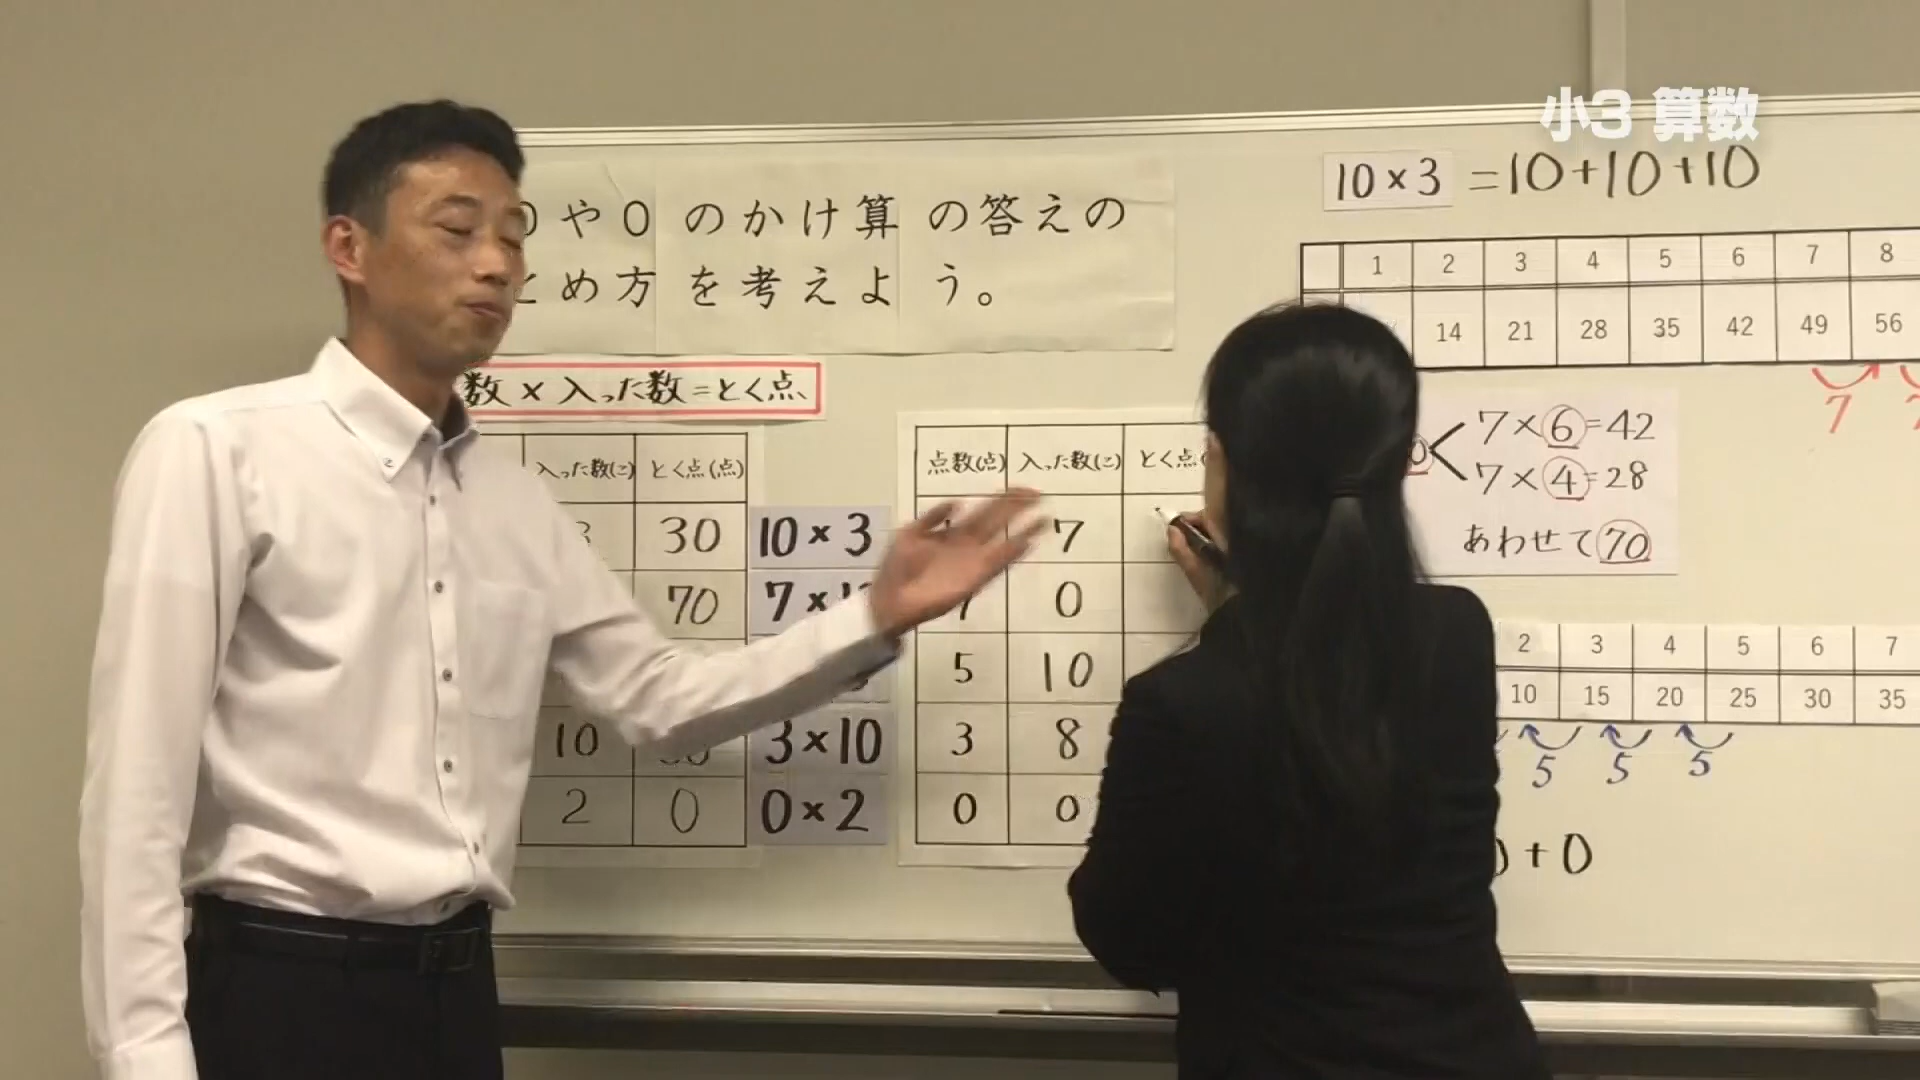 小3 算数
や0のかけ算の答えの
め方を考えよう。
数×入った数=とく点
入った数(こ) とく点(点)
30 10×3
70 7×
10 3×10
2 0 0×2
点数(点) 入った数(こ) とく点
7
0
5 10
3 8
0 0
10×3 =10+10+10
1 2 3 4 5 6 7 8
14 21 28 35 42 49 56
7
7×6=42
7×4=28
あわせて70
2 3 4 5 6 7
10 15 20 25 30 35
5 5 5
+0